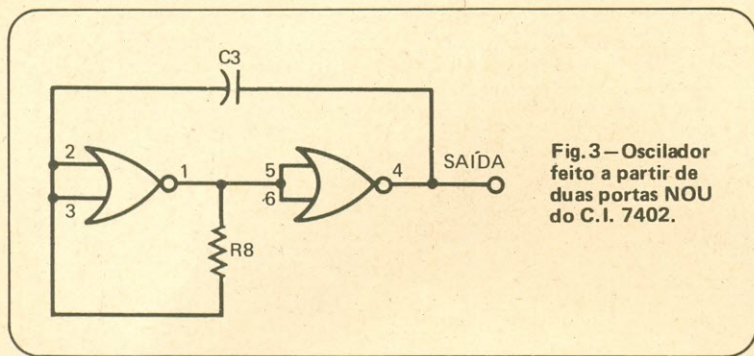 C3
2
3
1
R8
5
6
4
SAÍDA
Fig.3—Oscilador
feito a partir de
duas portas NOU
do C.I. 7402.